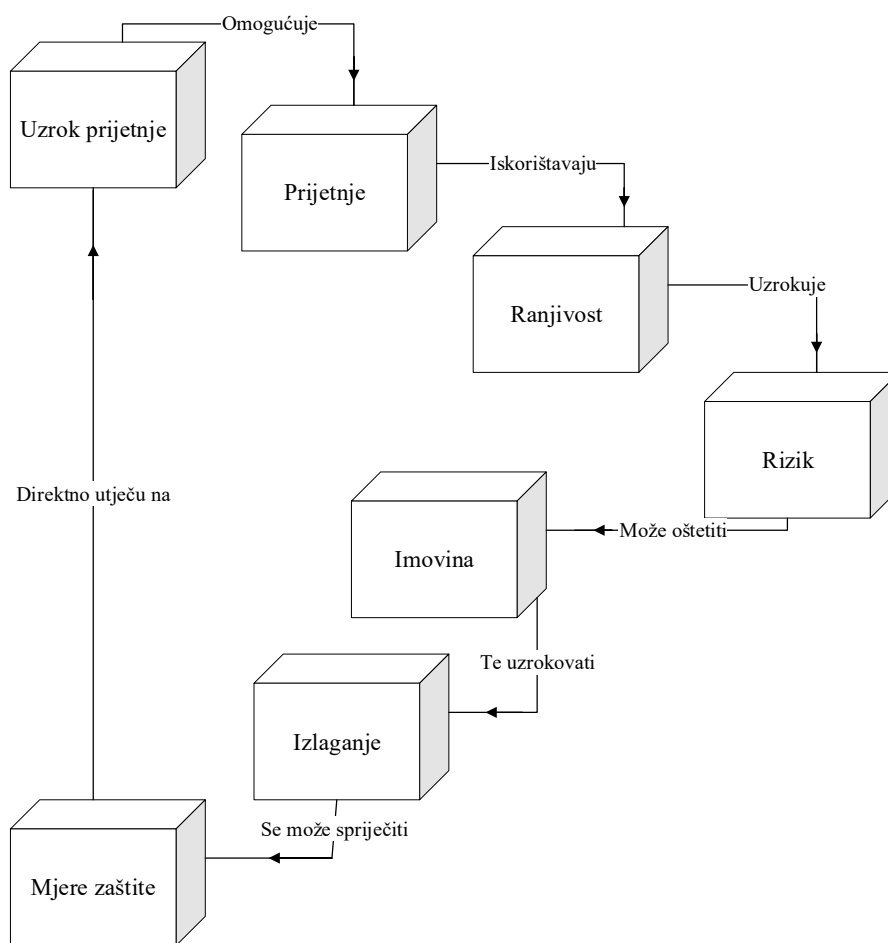 Omogućuje
Uzrok prijetnje
Prijetnje
Iskorištavaju
Ranjivost
Uzrokuje
Rizik
Može oštetiti
Imovina
Te uzrokovati
Izlaganje
Se može spriječiti
Mjere zaštite
Direktno utječu na